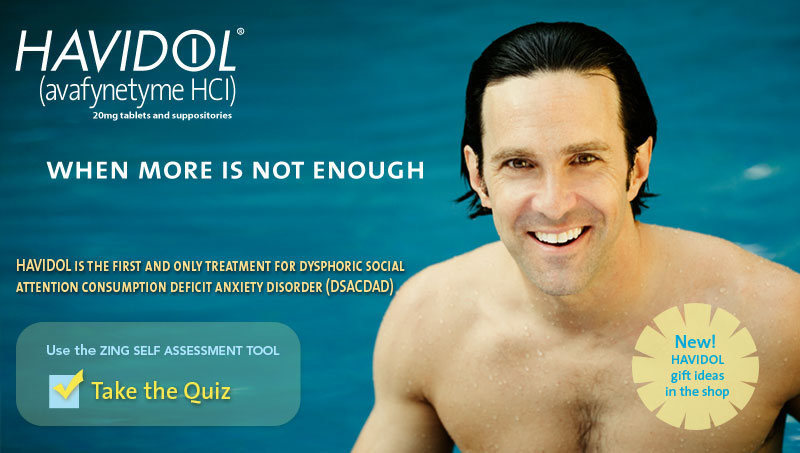 HAVIDOL®
(avafynetyme HCl)
20mg tablets and suppositories
WHEN MORE IS NOT ENOUGH
HAVIDOL IS THE FIRST AND ONLY TREATMENT FOR DYSPHORIC SOCIAL
ATTENTION CONSUMPTION DEFICIT ANXIETY DISORDER (DSACDAD)
Use the ZING SELF ASSESSMENT TOOL
Take the Quiz
New!
HAVIDOL
gift ideas
in the shop